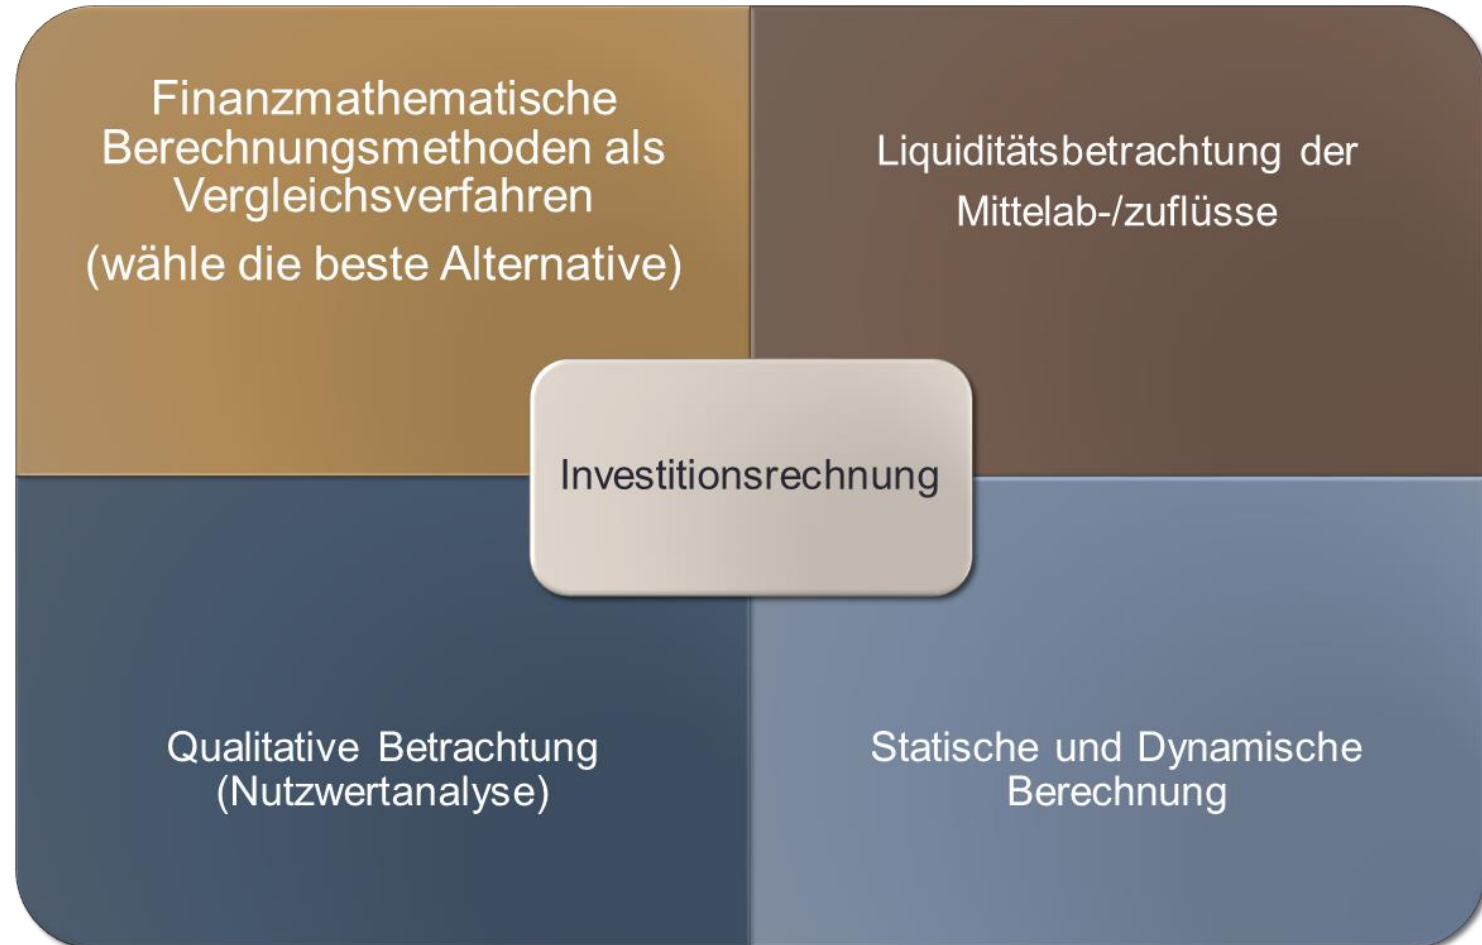 Finanzmathematische
Berechnungsmethoden als
Vergleichsverfahren
(wähle die beste Alternative)
Liquiditätsbetrachtung der
Mittelab-/zuflüsse
Investitionsrechnung
Qualitative Betrachtung
(Nutzwertanalyse)
Statische und Dynamische
Berechnung